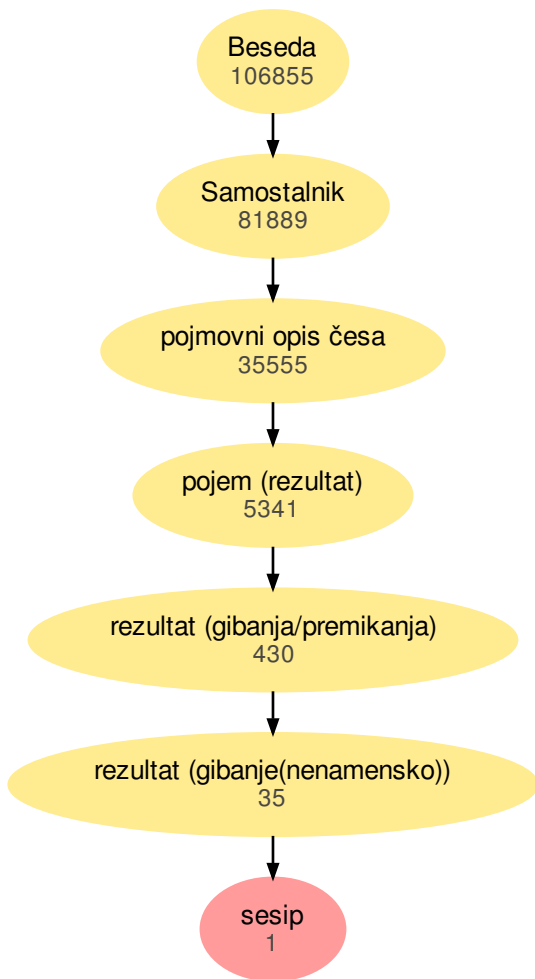 Beseda
106855
Samostalnik
81889
pojmovni opis česa
35555
pojem (rezultat)
5341
rezultat (gibanja/premikanja)
430
rezultat (gibanje(nenamensko))
35
sesip
1